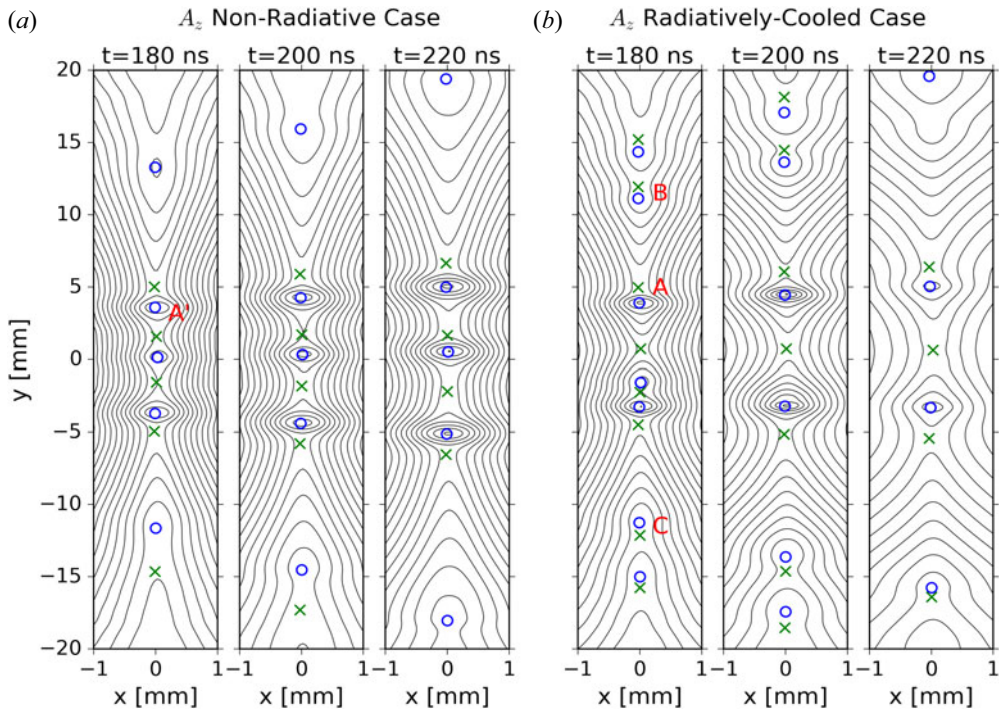 (a) A_z Non-Radiative Case
t=180 ns t=200 ns t=220 ns
20
15
10
5
0
−5
−10
−15
−20
y [mm]
A'
−1 0 1 −1 0 1 −1 0 1
x [mm] x [mm] x [mm]
(b) A_z Radiatively-Cooled Case
t=180 ns t=200 ns t=220 ns
B
A
C
−1 0 1 −1 0 1 −1 0 1
x [mm] x [mm] x [mm]